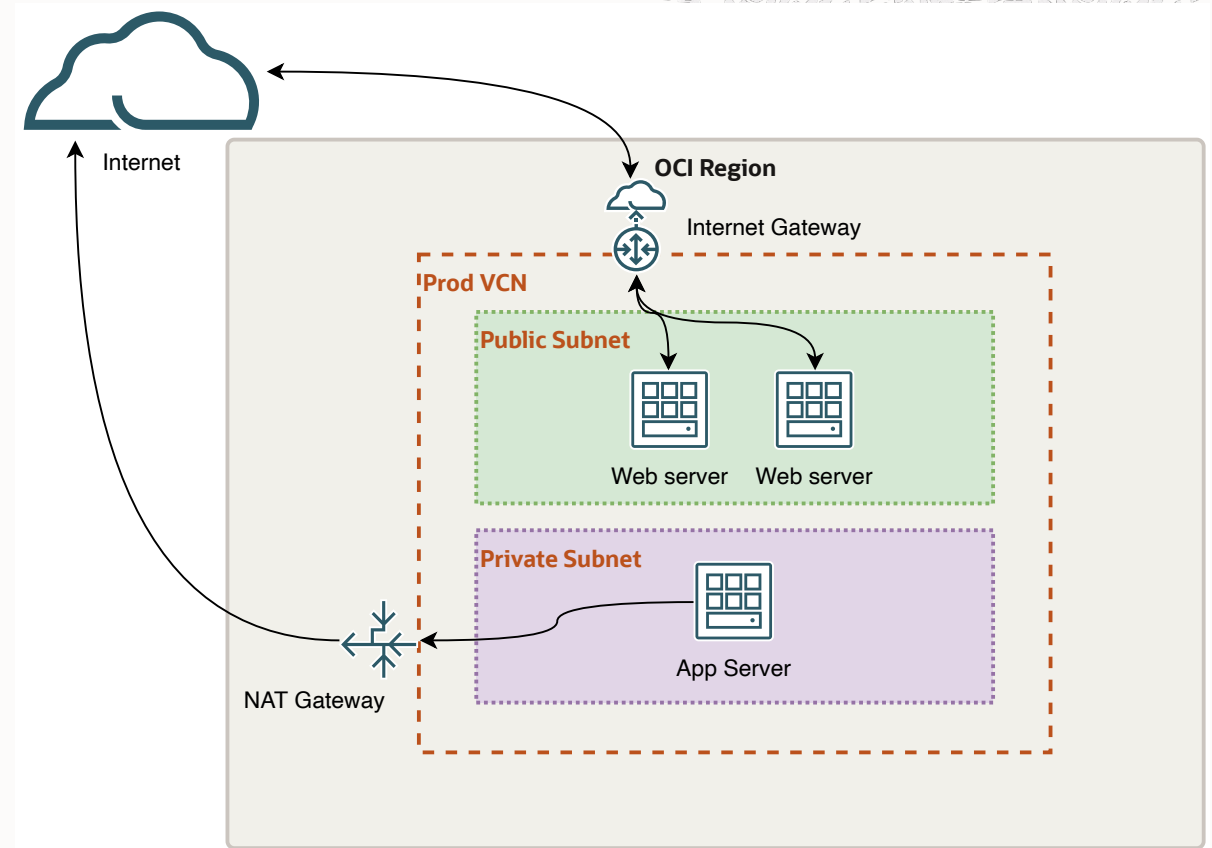 Internet
OCI Region
Internet Gateway
Prod VCN
Public Subnet
Web server
Web server
Private Subnet
App Server
NAT Gateway